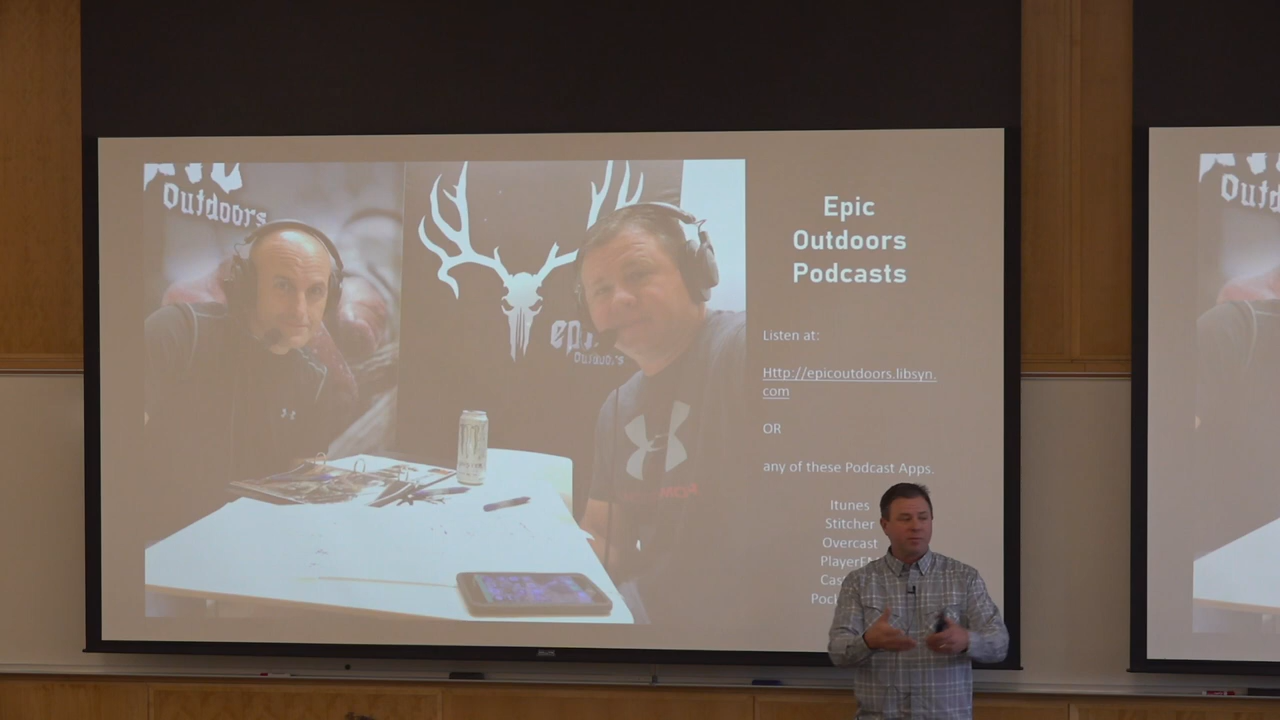 Outdoors
Epic
Outdoors
Podcasts
Listen at:
Http://epicoutdoors.libsyn.
com
OR
any of these Podcast Apps.
Itunes
Stitcher
Overcast
Outdoors